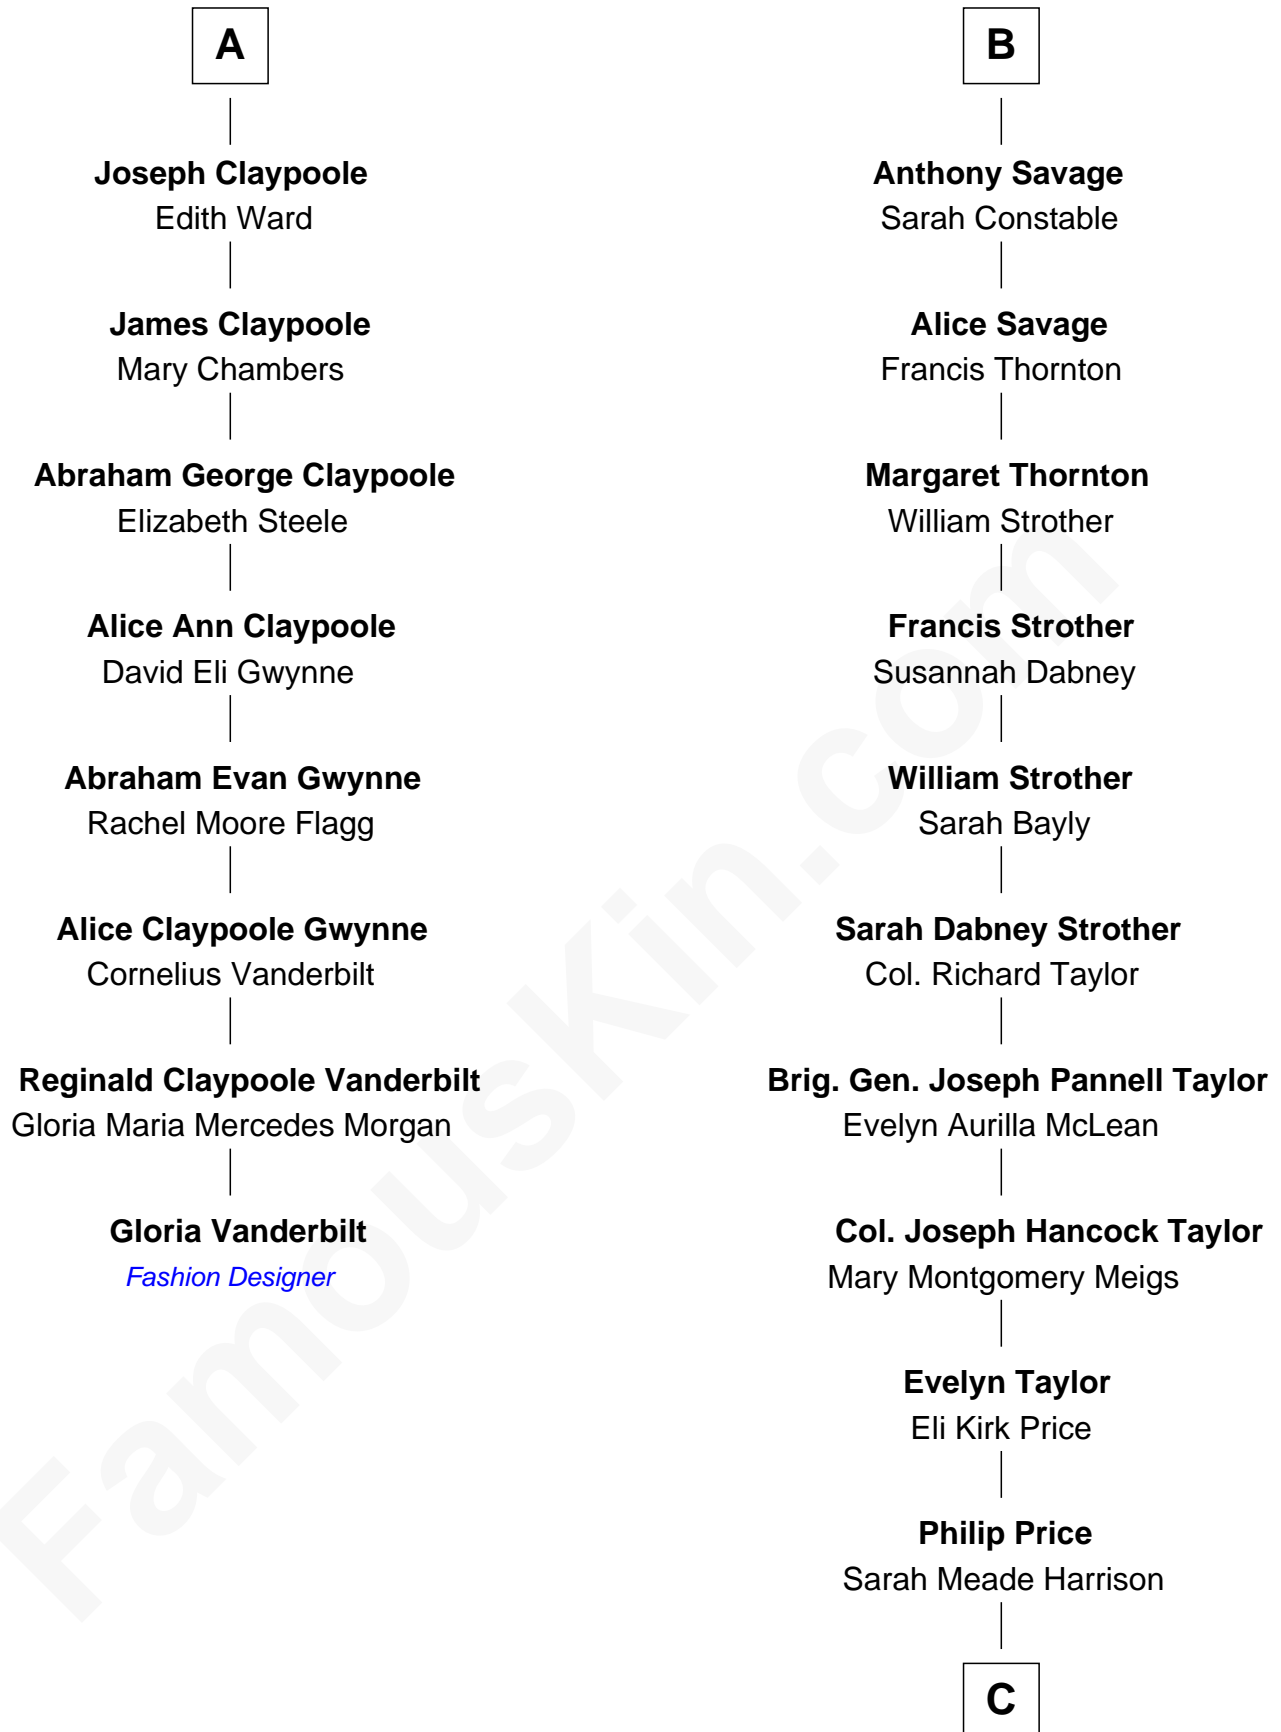 A
Joseph Claypoole
Edith Ward
James Claypoole
Mary Chambers
Abraham George Claypoole
Elizabeth Steele
Alice Ann Claypoole
David Eli Gwynne
Abraham Evan Gwynne
Rachel Moore Flagg
Alice Claypoole Gwynne
Cornelius Vanderbilt
Reginald Claypoole Vanderbilt
Gloria Maria Mercedes Morgan
Gloria Vanderbilt
Fashion Designer
B
Anthony Savage
Sarah Constable
Alice Savage
Francis Thornton
Margaret Thornton
William Strother
Francis Strother
Susannah Dabney
William Strother
Sarah Bayly
Sarah Dabney Strother
Col. Richard Taylor
Brig. Gen. Joseph Pannell Taylor
Evelyn Aurilla McLean
Col. Joseph Hancock Taylor
Mary Montgomery Meigs
Evelyn Taylor
Eli Kirk Price
Philip Price
Sarah Meade Harrison
C
FamousKin.com